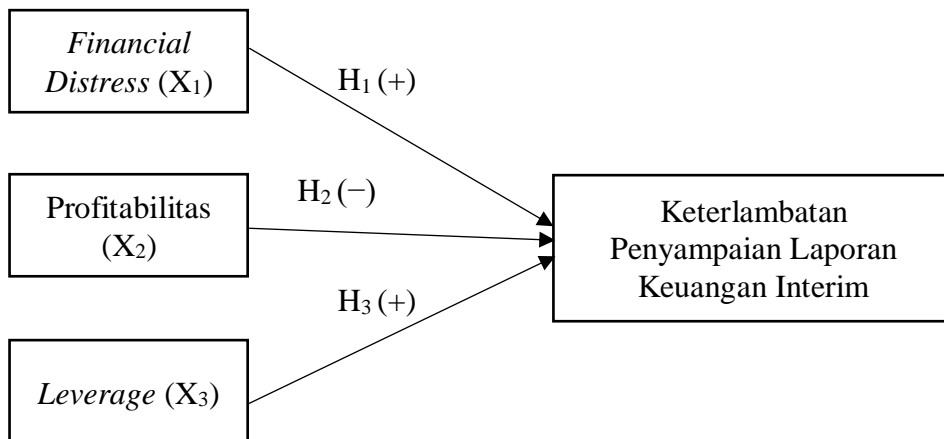 Financial
Distress (X₁)
H₁ (+)
Profitabilitas
(X₂)
H₂ (−)
Keterlambatan
Penyampaian Laporan
Keuangan Interim
H₃ (+)
Leverage (X₃)